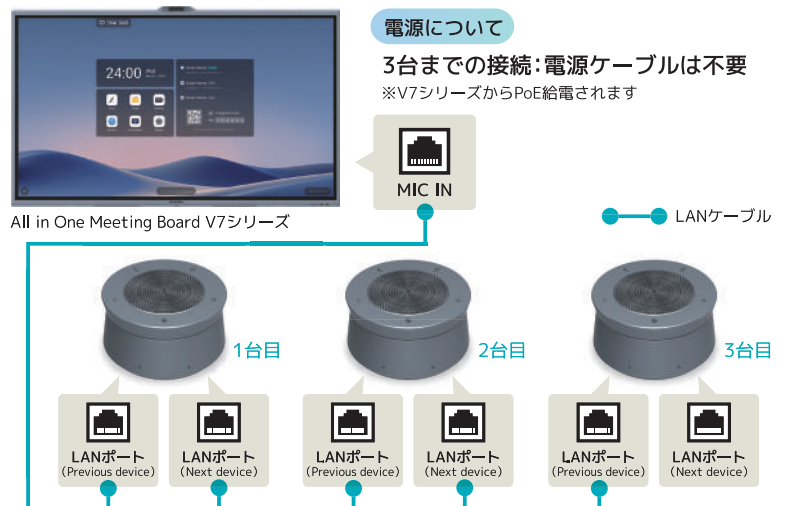 24:00
電源について
3台までの接続：電源ケーブルは不要
※V7シリーズからPoE給電されます
MIC IN
All in One Meeting Board V7シリーズ
LANケーブル
1台目
2台目
3台目
LANポート
(Previous device)
LANポート
(Next device)
LANポート
(Previous device)
LANポート
(Next device)
LANポート
(Previous device)
LANポート
(Next device)